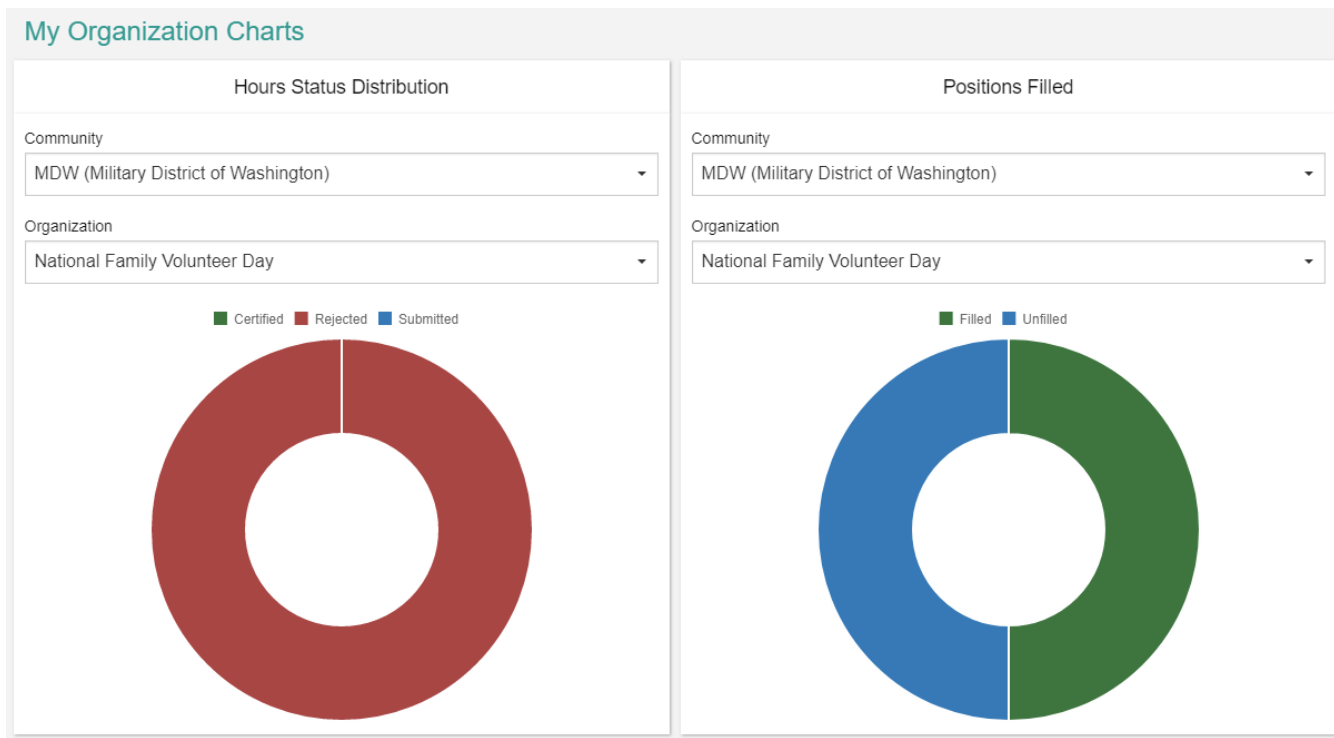 My Organization Charts
Hours Status Distribution
Community
MDW (Military District of Washington)
Organization
National Family Volunteer Day
Certified Rejected Submitted
Positions Filled
Community
MDW (Military District of Washington)
Organization
National Family Volunteer Day
Filled Unfilled